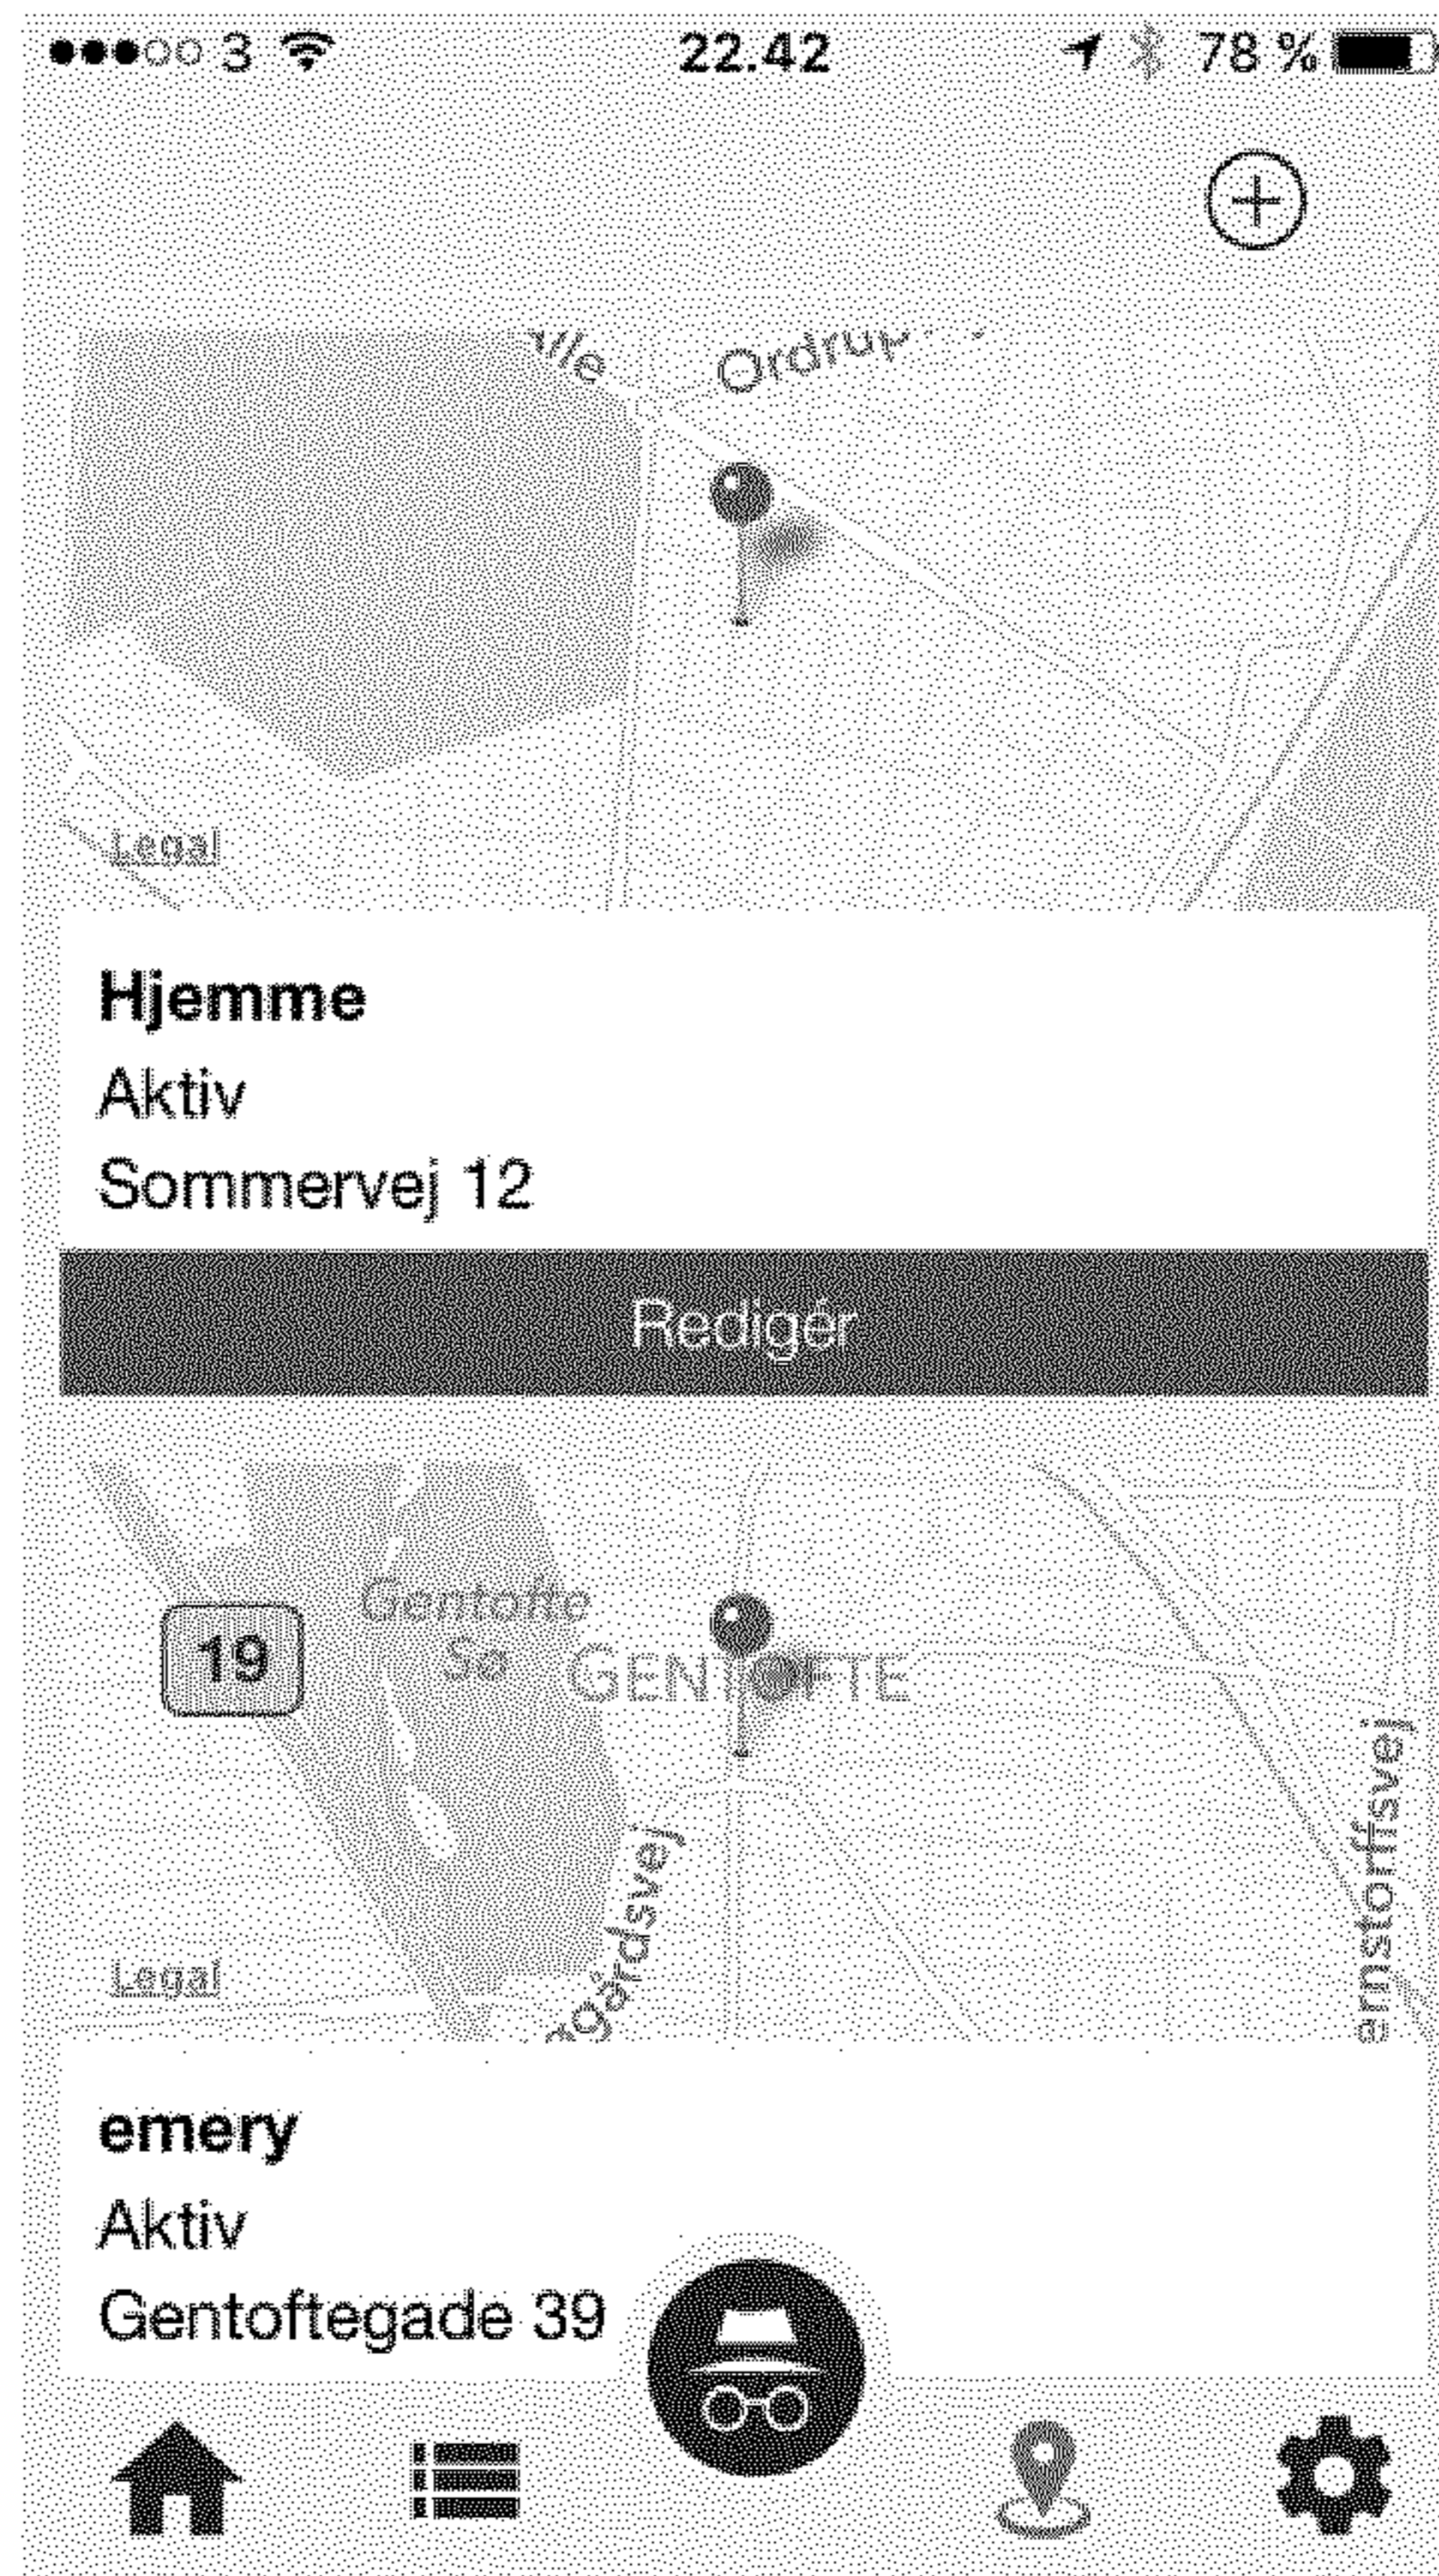 3 22.42 78 %
Ordrup
Legal
Hjemme
Aktiv
Sommervej 12
Redigér
Gentofte
Sø
19
GENTOFTE
Legal
emery
Aktiv
Gentoftegade 39